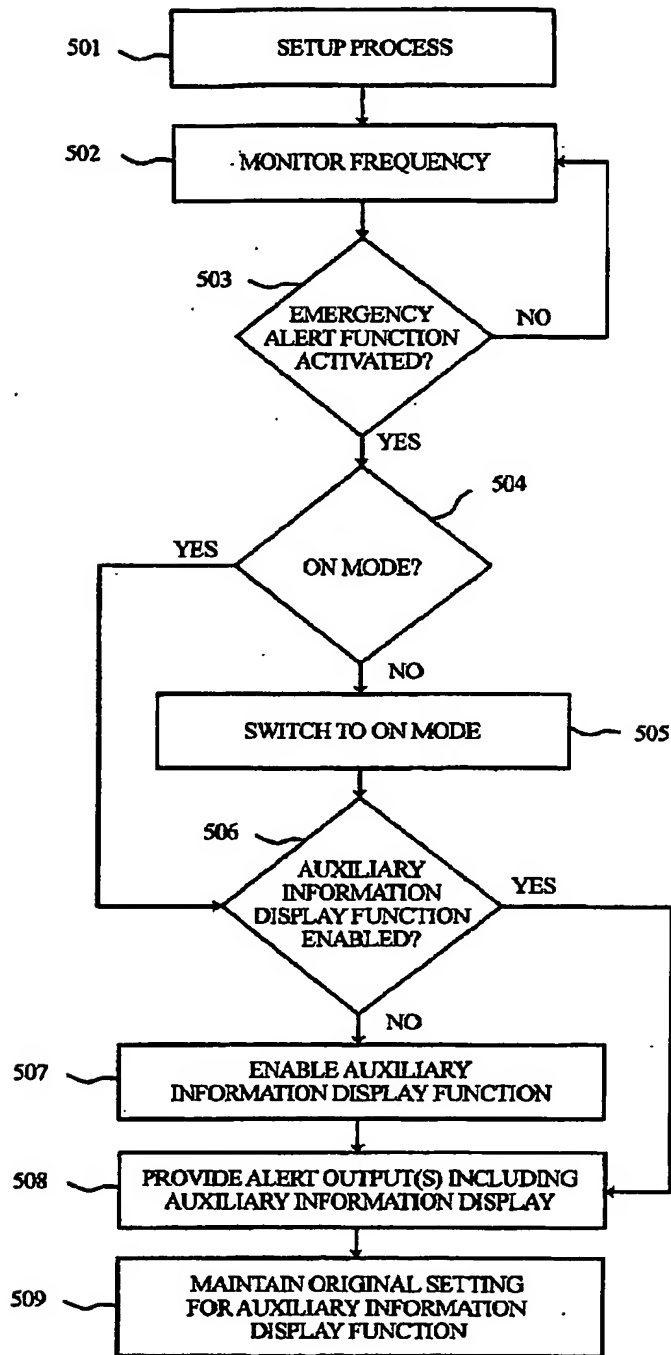 501
SETUP PROCESS
502
MONITOR FREQUENCY
503
EMERGENCY
ALERT FUNCTION
ACTIVATED?
NO
YES
504
YES
ON MODE?
NO
SWITCH TO ON MODE
505
506
AUXILIARY
INFORMATION
DISPLAY FUNCTION
ENABLED?
YES
NO
507
ENABLE AUXILIARY
INFORMATION DISPLAY FUNCTION
508
PROVIDE ALERT OUTPUT(S) INCLUDING
AUXILIARY INFORMATION DISPLAY
509
MAINTAIN ORIGINAL SETTING
FOR AUXILIARY INFORMATION
DISPLAY FUNCTION